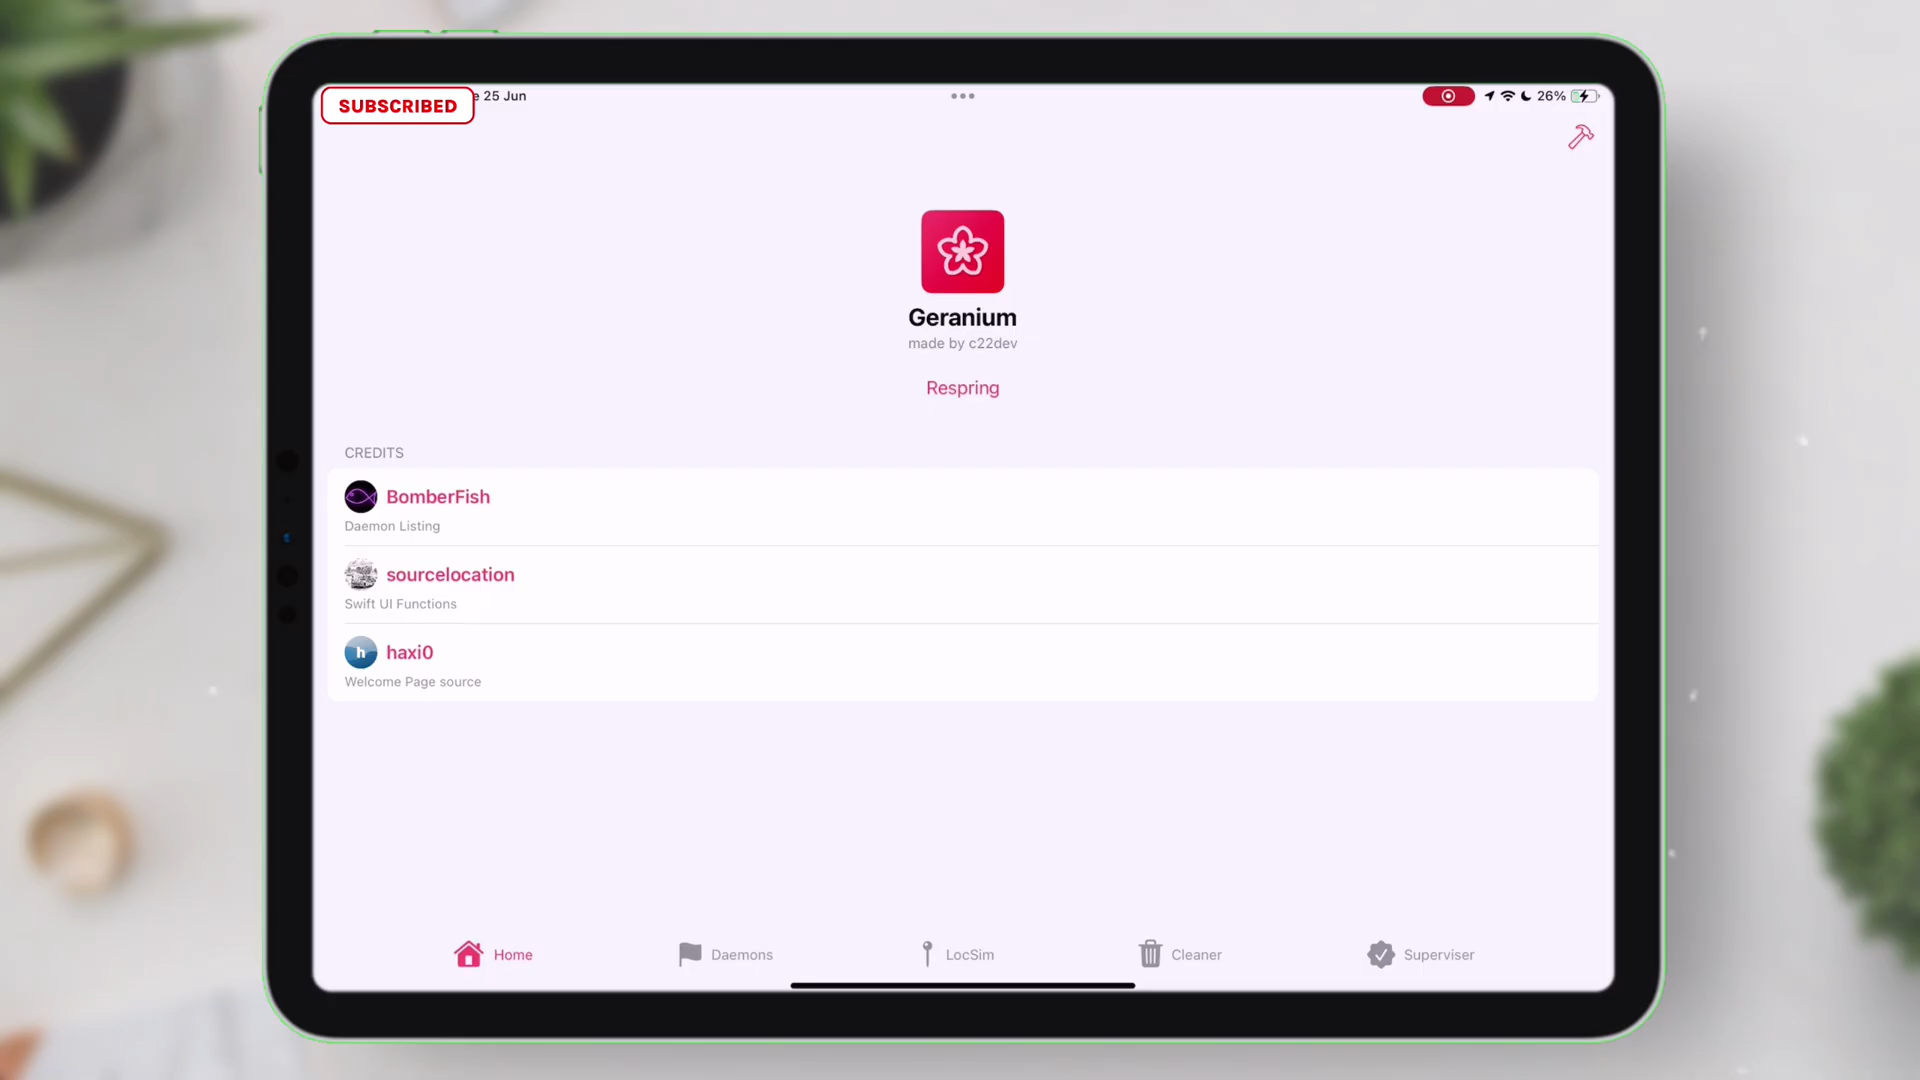 SUBSCRIBED
e 25 Jun
26%
Geranium
made by c22dev
Respring
CREDITS
BomberFish
Daemon Listing
sourcelocation
Swift UI Functions
h haxi0
Welcome Page source
Home
Daemons
LocSim
Cleaner
Superviser